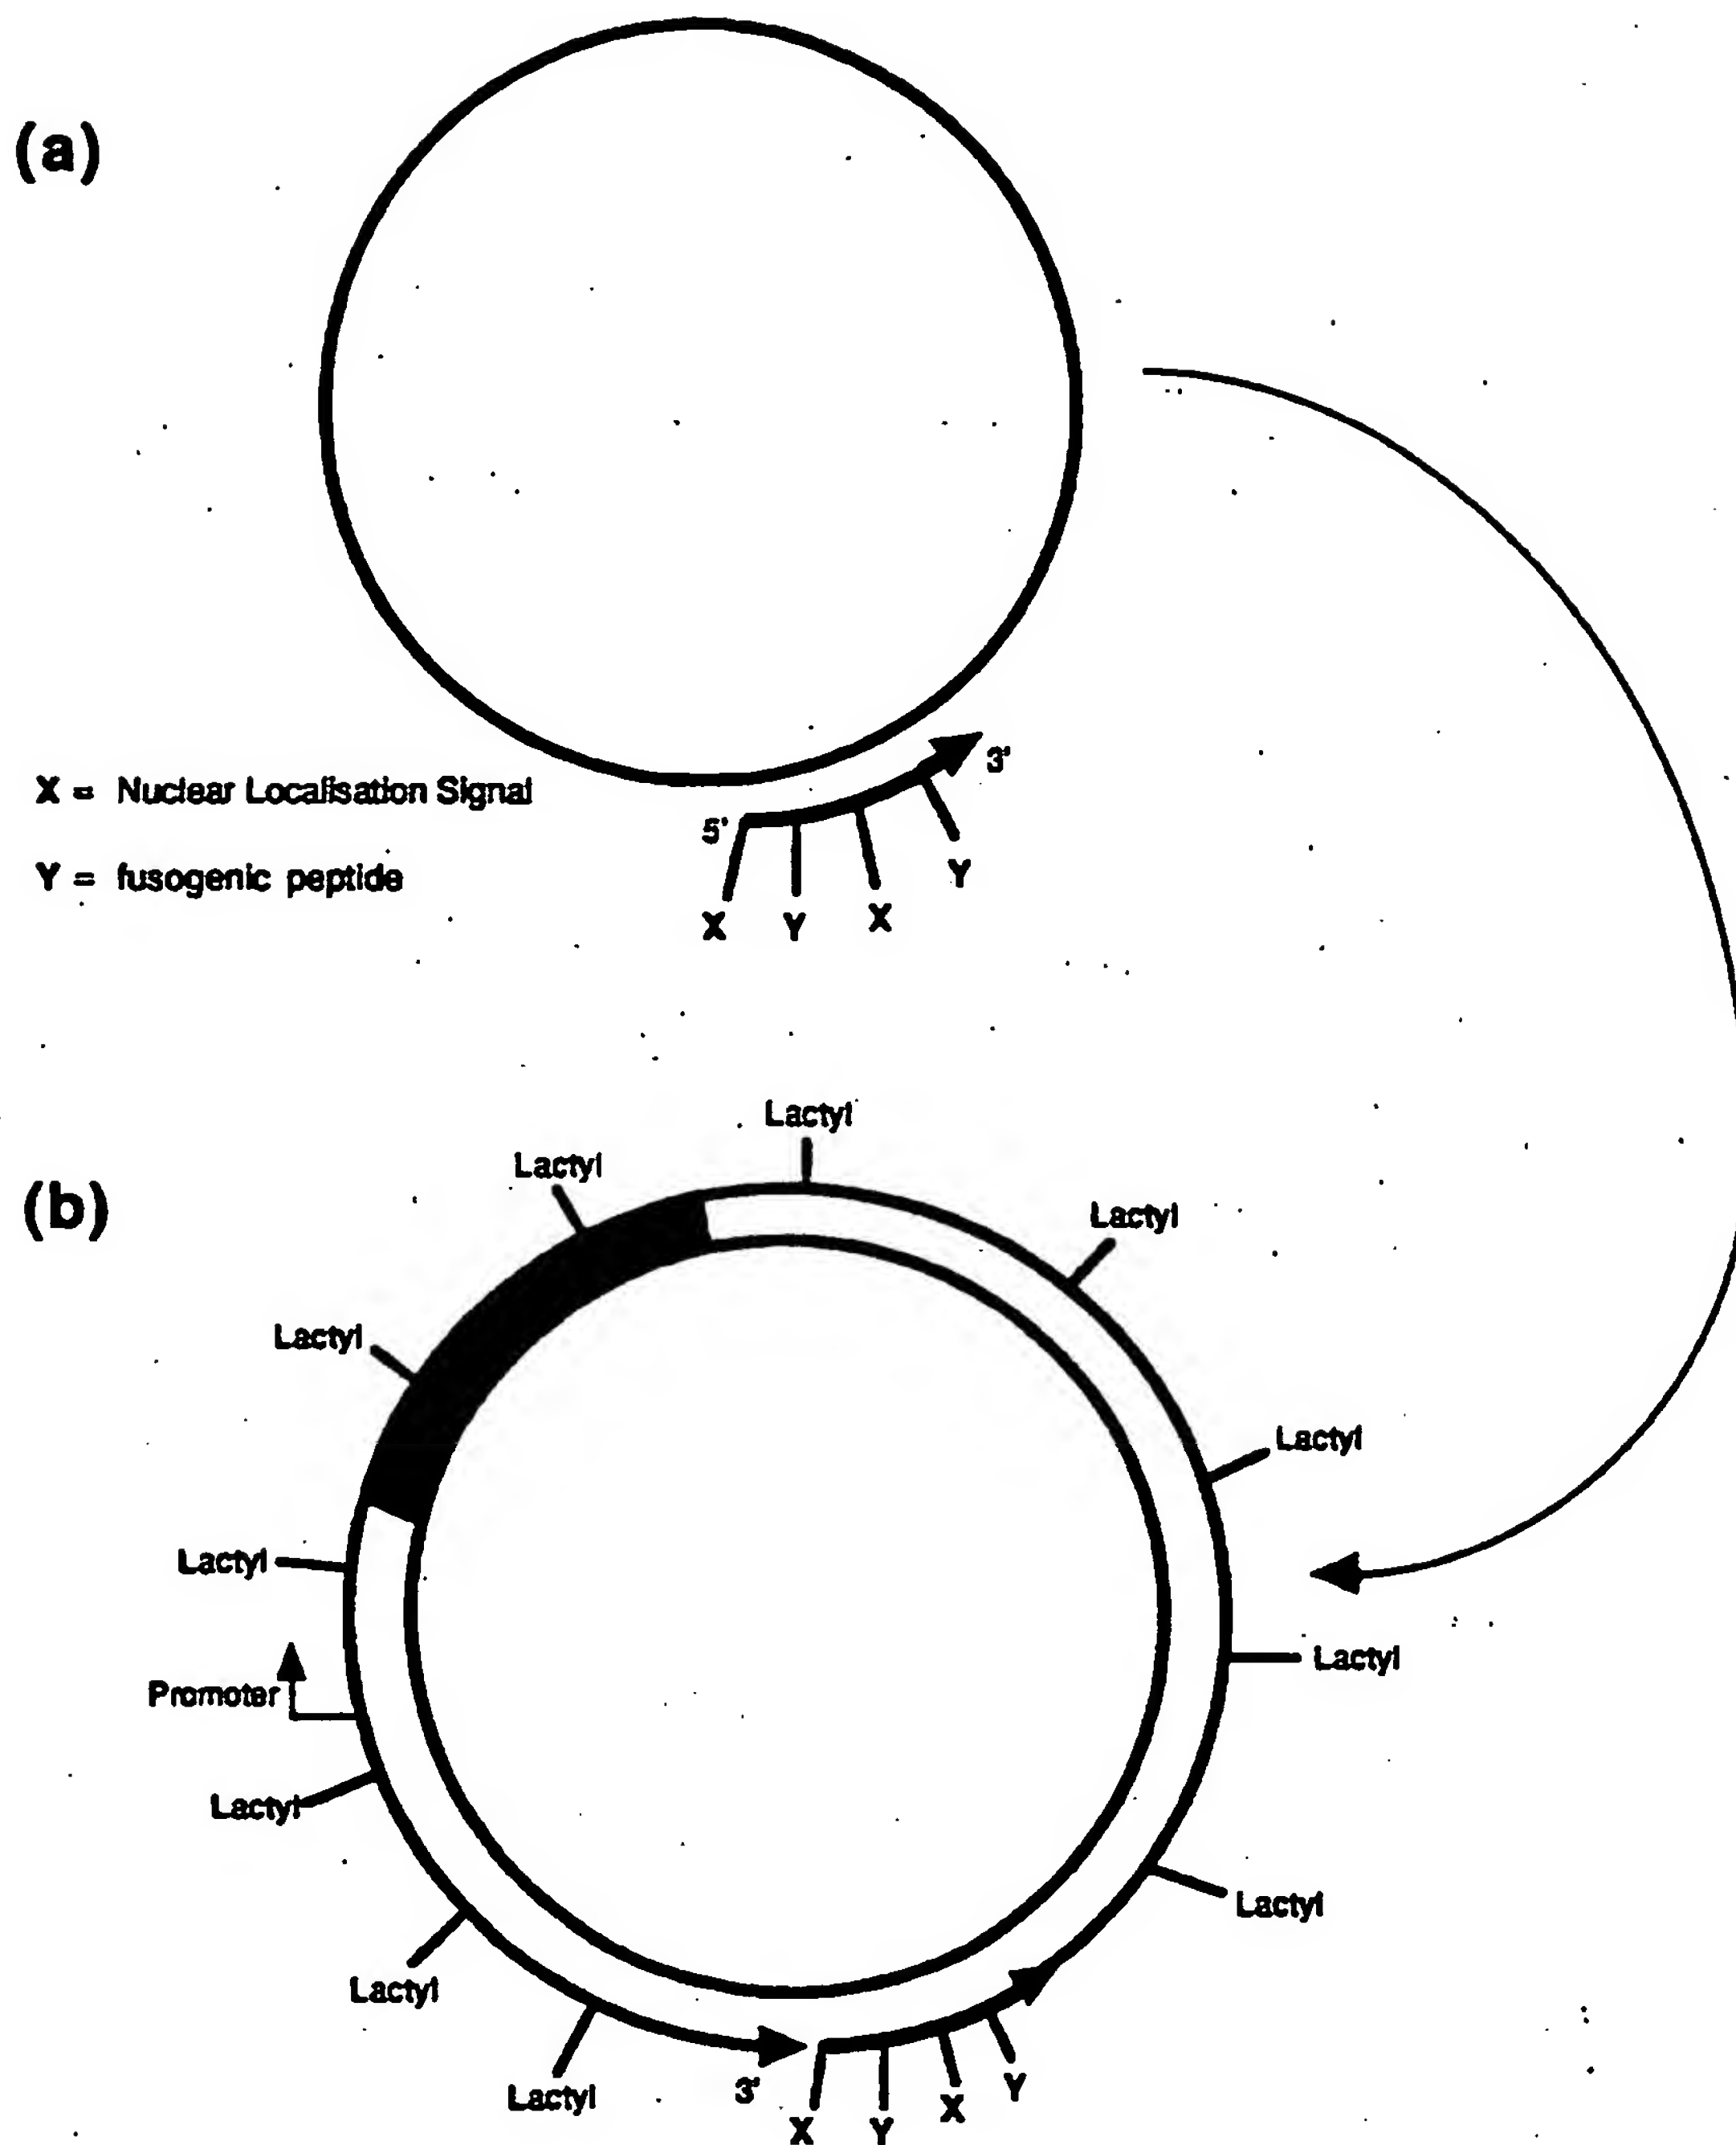 (a)
X = Nuclear Localisation Signal
Y = fusogenic peptide
3'
5'
Y
X
Y
X
(b)
Lactyl
Lactyl
Lactyl
Lactyl
Lactyl
Lactyl
Lactyl
Promoter
Lactyl
Lactyl
Lactyl
Lactyl
3'
Y
X
X
Y